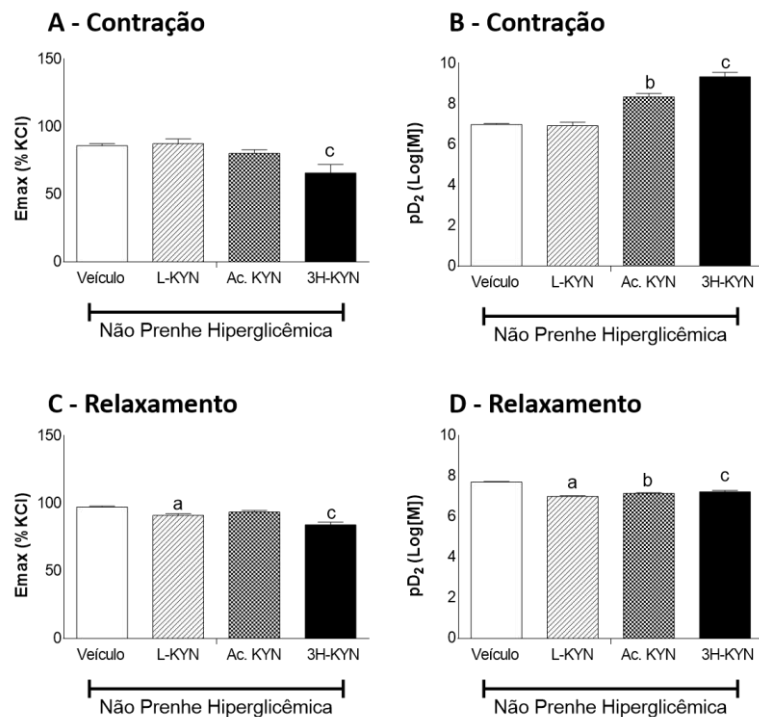 A - Contração
150
100
50
0
Emax (%KCl)
c
Veículo L-KYN Ac. KYN 3H-KYN
Não Prenhe Hiperglicêmica
B - Contração
10
8
6
4
2
0
pD2 (Log[M])
b
c
Veículo L-KYN Ac. KYN 3H-KYN
Não Prenhe Hiperglicêmica
C - Relaxamento
150
100
50
0
Emax (%KCl)
a
c
Veículo L-KYN Ac. KYN 3H-KYN
Não Prenhe Hiperglicêmica
D - Relaxamento
10
8
6
4
2
0
pD2 (Log[M])
a
b
c
Veículo L-KYN Ac. KYN 3H-KYN
Não Prenhe Hiperglicêmica